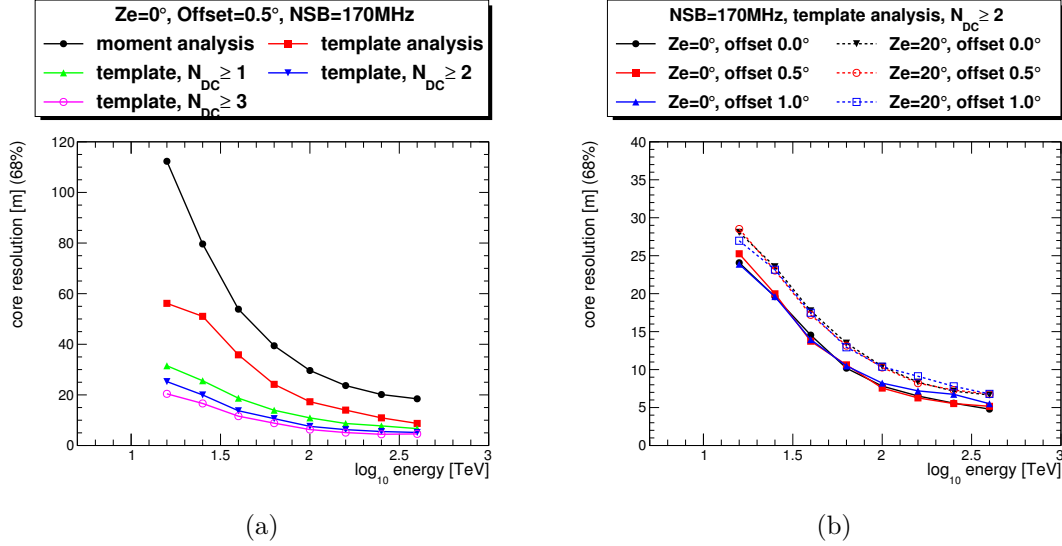 Ze=0°, Offset=0.5°, NSB=170MHz
moment analysis
template analysis
template, N_DC ≥ 1
template, N_DC ≥ 2
template, N_DC ≥ 3
core resolution [m] (68%)
120
100
80
60
40
20
0
1
1.5
2
2.5
3
log₁₀ energy [TeV]
(a)
NSB=170MHz, template analysis, N_DC ≥ 2
Ze=0°, offset 0.0°
Ze=20°, offset 0.0°
Ze=0°, offset 0.5°
Ze=20°, offset 0.5°
Ze=0°, offset 1.0°
Ze=20°, offset 1.0°
core resolution [m] (68%)
40
35
30
25
20
15
10
5
0
1
1.5
2
2.5
3
log₁₀ energy [TeV]
(b)